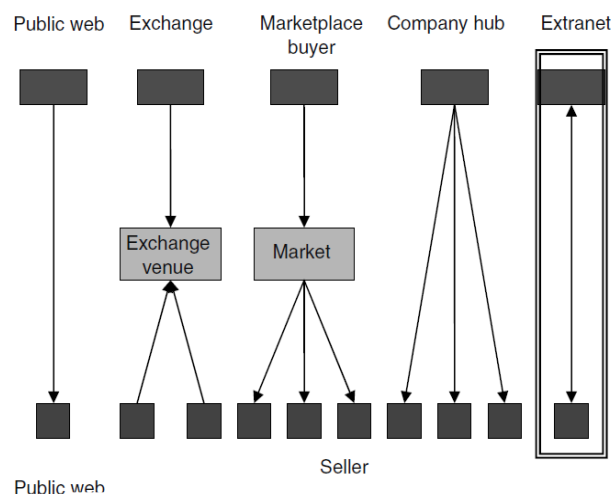 Public web
Exchange
Marketplace
buyer
Company hub
Extranet
Exchange
venue
Market
Seller
Public web